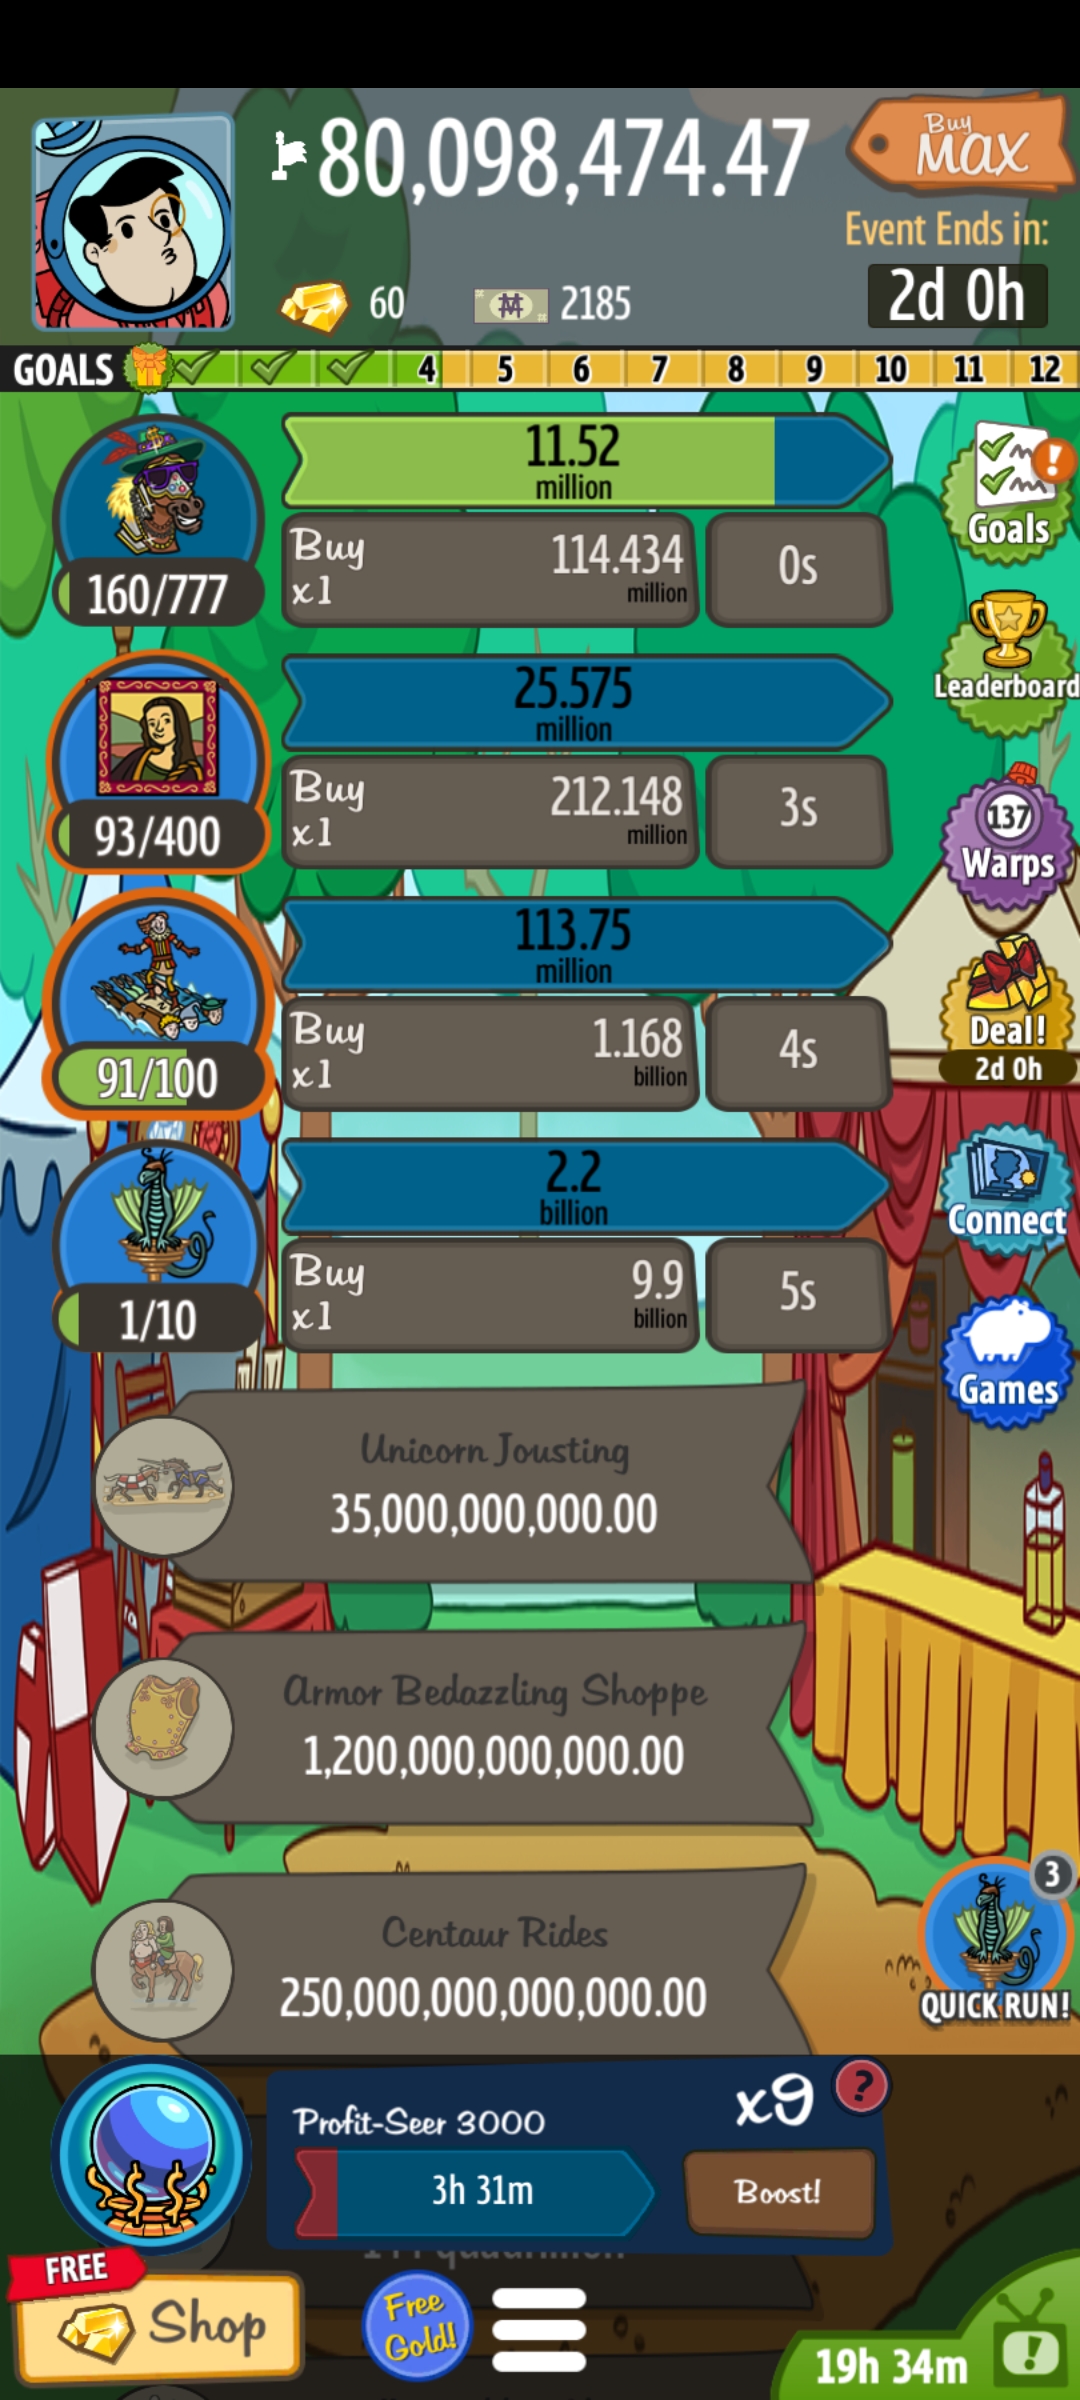 80,098,474.47
Buy
MAX
Event Ends in:
2d 0h
60
2185
GOALS 4 5 6 7 8 9 10 11 12
11.52
million
Buy
x1
114.434
million
0s
160/777
Goals
25.575
million
Buy
x1
212.148
million
3s
93/400
Leaderboard
137
Warps
113.75
million
Buy
x1
1.168
billion
4s
91/100
Deal!
2d 0h
2.2
billion
Buy
x1
9.9
billion
5s
1/10
Connect
Games
Unicorn Jousting
35,000,000,000.00
Armor Bedazzling Shoppe
1,200,000,000,000.00
Centaur Rides
250,000,000,000,000.00
3
QUICK RUN!
Profit-Seer 3000
x9
?
3h 31m
Boost!
FREE
Shop
Free
Gold!
19h 34m